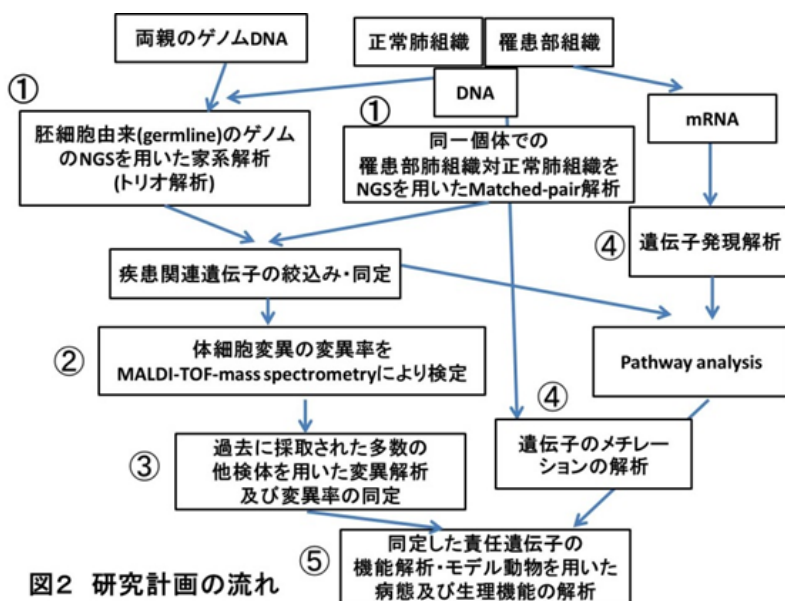 両親のゲノムDNA
正常肺組織
罹患部組織
DNA
mRNA
①
胚細胞由来(germline)のゲノム
のNGSを用いた家系解析
(トリオ解析)
①
同一個体での
罹患部肺組織対正常肺組織を
NGSを用いたMatched-pair解析
④
遺伝子発現解析
疾患関連遺伝子の絞込み・同定
②
体細胞変異の変異率を
MALDI-TOF-mass spectrometryにより検定
Pathway analysis
③
過去に採取された多数の
他検体を用いた変異解析
及び変異率の同定
④
遺伝子のメチレー
ションの解析
⑤
同定した責任遺伝子の
機能解析・モデル動物を用いた
病態及び生理機能の解析
図2 研究計画の流れ